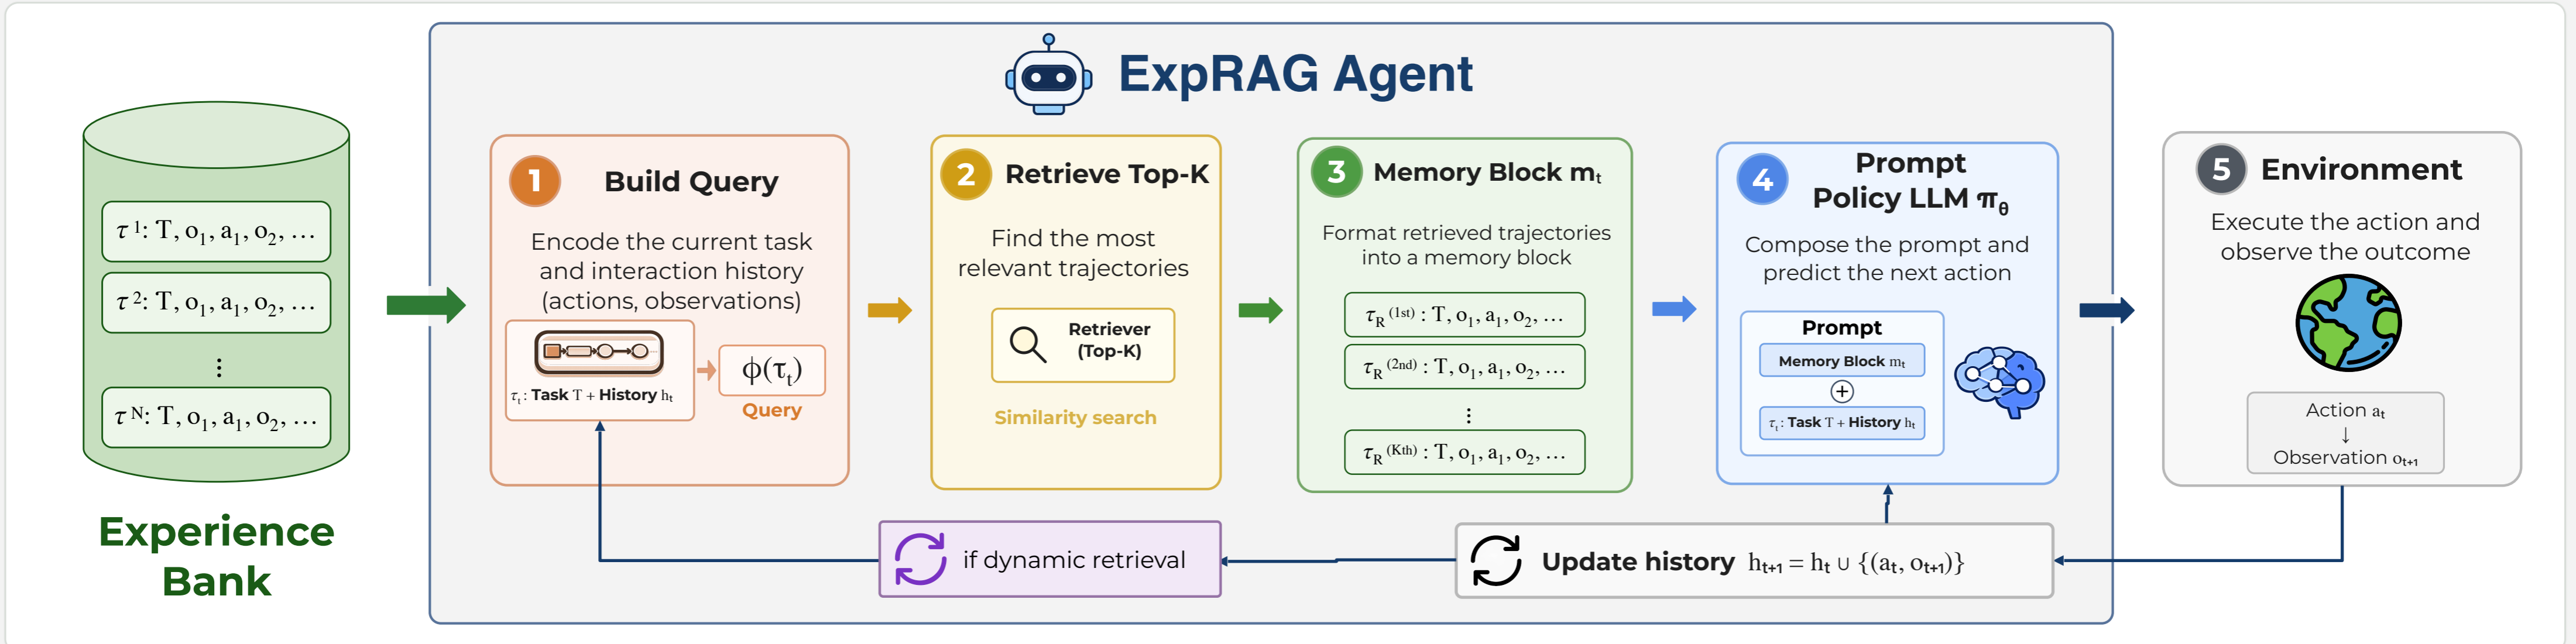 ExpRAG Agent
τ¹: T, o₁, a₁, o₂, …
τ²: T, o₁, a₁, o₂, …
⋮
τᴺ: T, o₁, a₁, o₂, …
Experience
Bank
1 Build Query
Encode the current task
and interaction history
(actions, observations)
τₜ: Task T + History hₜ
ϕ(τₜ)
Query
2 Retrieve Top-K
Find the most
relevant trajectories
Retriever
(Top-K)
Similarity search
3 Memory Block mₜ
Format retrieved trajectories
into a memory block
τ_R⁽¹ˢᵗ⁾ : T, o₁, a₁, o₂, …
τ_R⁽²ⁿᵈ⁾ : T, o₁, a₁, o₂, …
⋮
τ_R⁽ᴷᵗʰ⁾ : T, o₁, a₁, o₂, …
4 Prompt
Policy LLM π_θ
Compose the prompt and
predict the next action
Prompt
Memory Block mₜ
+
τₜ: Task T + History hₜ
5 Environment
Execute the action and
observe the outcome
Action aₜ
↓
Observation oₜ₊₁
if dynamic retrieval
Update history hₜ₊₁ = hₜ ∪ {(aₜ, oₜ₊₁)}